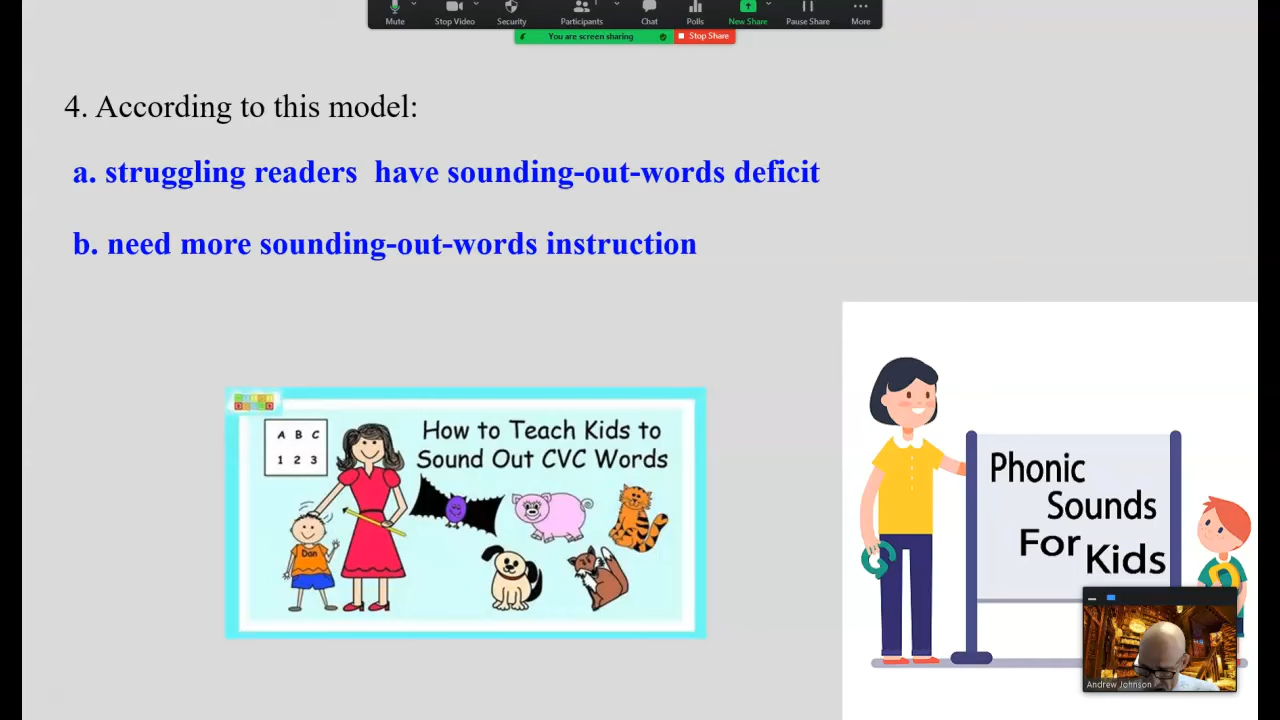 Mute
Stop Video
Security
Participants
1
Chat
Polls
New Share
Pause Share
More
You are screen sharing
Stop Share
4. According to this model:
a. struggling readers have sounding-out-words deficit
b. need more sounding-out-words instruction
A B C
1 2 3
How to Teach Kids to
Sound Out CVC Words
Dan
Phonic
Sounds
For
Kids
Andrew Johnson